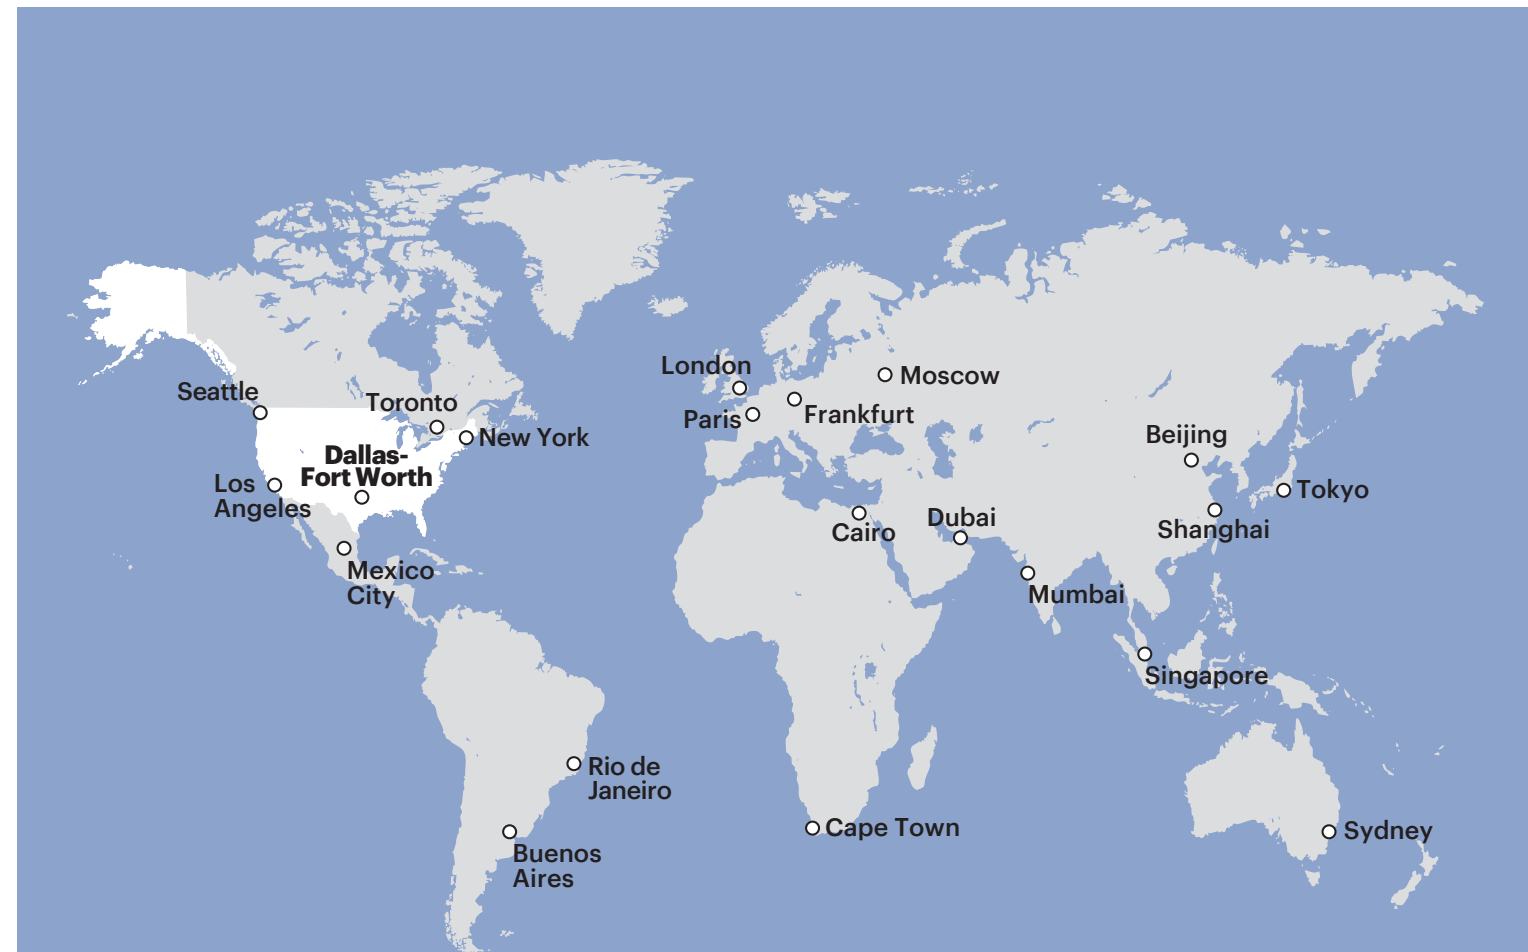 London
Moscow
Seattle
Toronto
Paris
Frankfurt
New York
Beijing
Dallas-
Fort Worth
Los
Angeles
Tokyo
Cairo
Dubai
Shanghai
Mexico
City
Mumbai
Singapore
Rio de
Janeiro
Cape Town
Sydney
Buenos
Aires